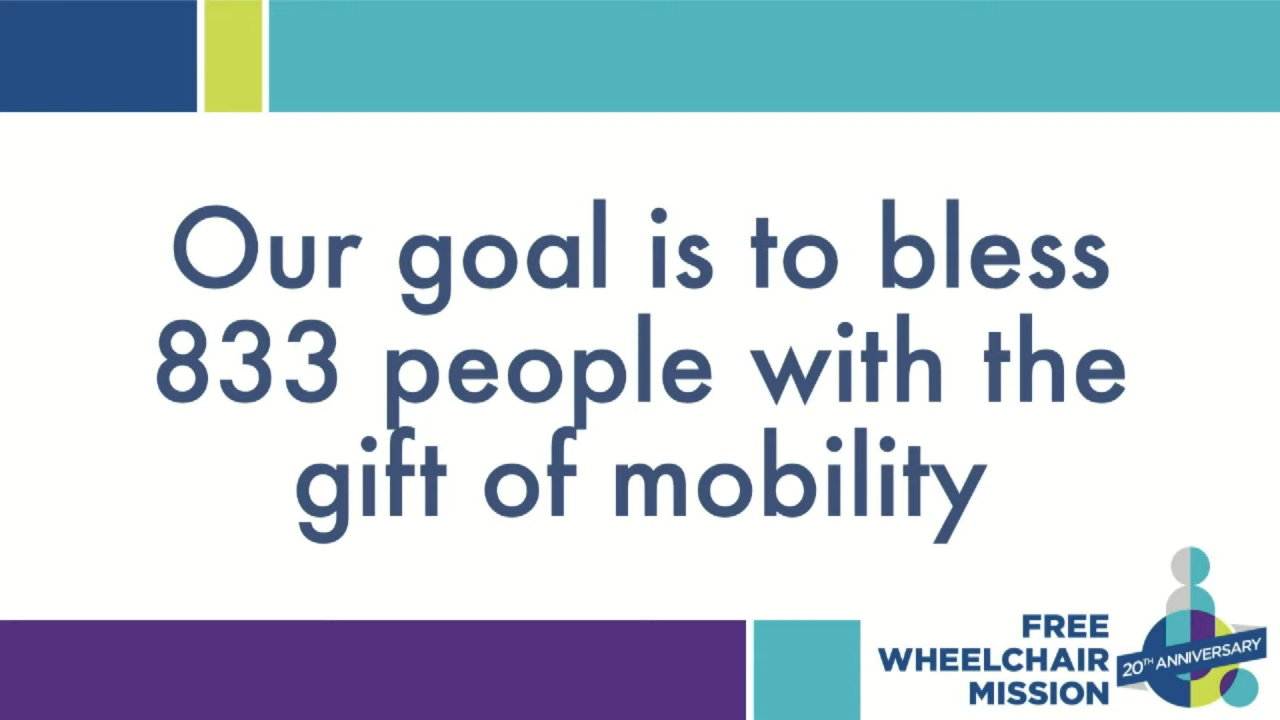 Our goal is to bless
833 people with the
gift of mobility
FREE
WHEELCHAIR
MISSION
20TH ANNIVERSARY